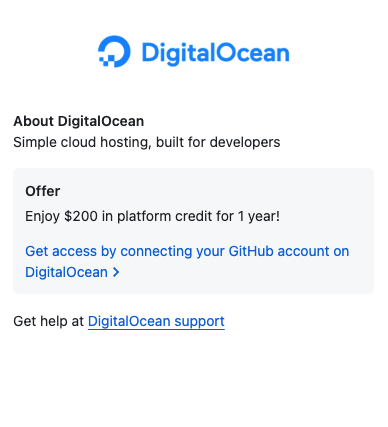 DigitalOcean
About DigitalOcean
Simple cloud hosting, built for developers
Offer
Enjoy $200 in platform credit for 1 year!
Get access by connecting your GitHub account on
DigitalOcean >
Get help at DigitalOcean support